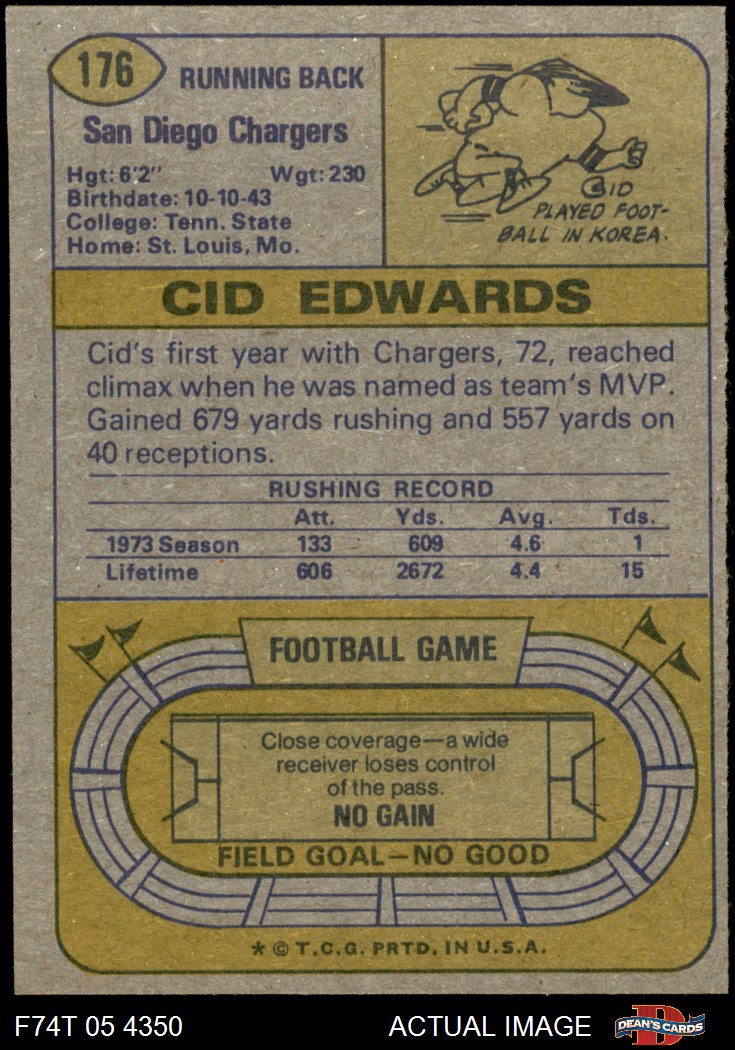 176
RUNNING BACK
San Diego Chargers
Hgt: 6'2" Wgt: 230
Birthdate: 10-10-43
College: Tenn. State
Home: St. Louis, Mo.
CID
PLAYED FOOT-
BALL IN KOREA.
CID EDWARDS
Cid's first year with Chargers, 72, reached
climax when he was named as team's MVP.
Gained 679 yards rushing and 557 yards on
40 receptions.
RUSHING RECORD
Att. Yds. Avg. Tds.
1973 Season 133 609 4.6 1
Lifetime 606 2672 4.4 15
FOOTBALL GAME
Close coverage—a wide
receiver loses control
of the pass.
NO GAIN
FIELD GOAL—NO GOOD
* © T.C.G. PRTD. IN U.S.A.
F74T 05 4350 ACTUAL IMAGE D DEAN'S CARDS